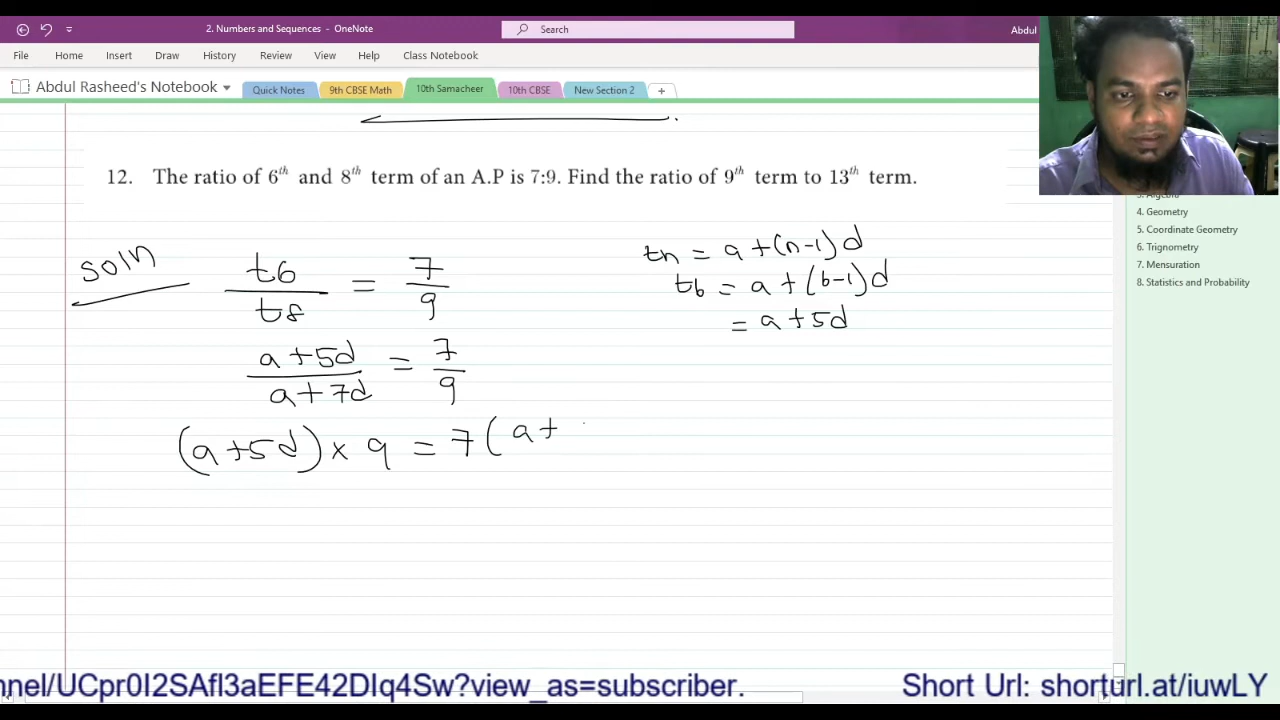 2. Numbers and Sequences - OneNote
Search
Abdul
File Home Insert Draw History Review View Help Class Notebook
Abdul Rasheed's Notebook
Quick Notes
9th CBSE Math
10th Samacheer
10th CBSE
New Section 2
+
12. The ratio of 6th and 8th term of an A.P is 7:9. Find the ratio of 9th term to 13th term.
4. Geometry
5. Coordinate Geometry
6. Trignometry
7. Mensuration
8. Statistics and Probability
soln
t6/t8 = 7/9
a+5d/a+7d = 7/9
(a+5d) x 9 = 7(a+
tn = a+(n-1)d
t6 = a+(6-1)d
= a+5d
nnel/UCpr0I2SAfI3aEFE42DIq4Sw?view_as=subscriber.
Short Url: shorturl.at/iuwLY